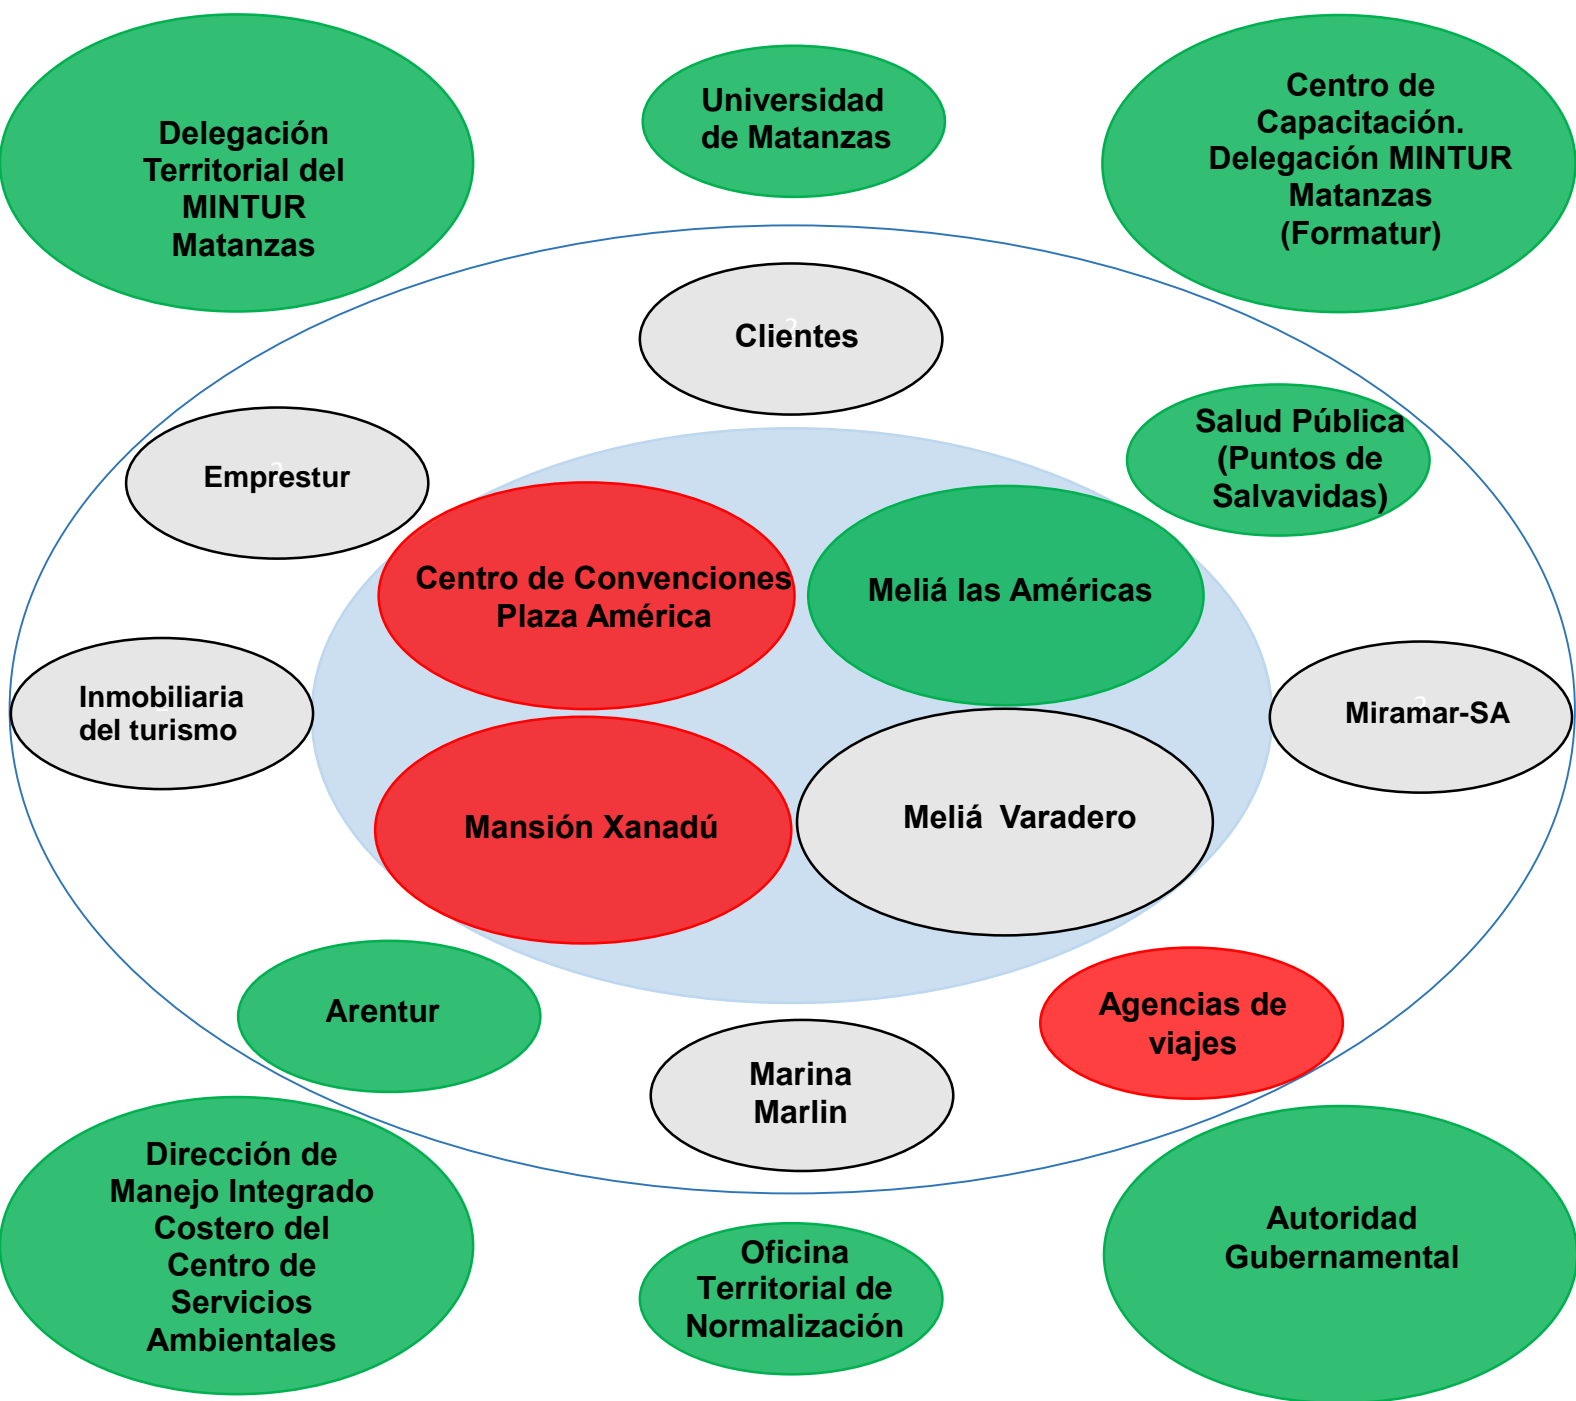 Delegación
Territorial del
MINTUR
Matanzas
Universidad
de Matanzas
Centro de
Capacitación.
Delegación MINTUR
Matanzas
(Formatur)
Clientes
Salud Pública
(Puntos de
Salvavidas)
Emprestur
Centro de Convenciones
Plaza América
Meliá las Américas
Inmobiliaria
del turismo
Miramar-SA
Mansión Xanadú
Meliá Varadero
Arentur
Agencias de
viajes
Marina
Marlin
Dirección de
Manejo Integrado
Costero del
Centro de
Servicios
Ambientales
Oficina
Territorial de
Normalización
Autoridad
Gubernamental